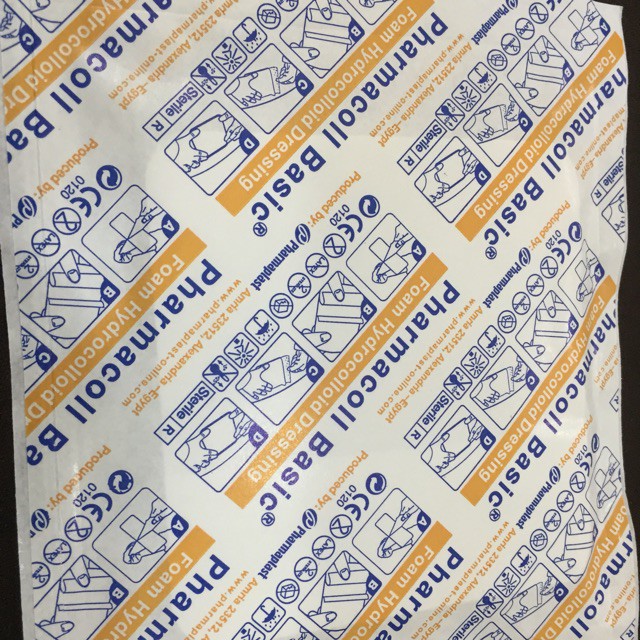 Pharmacoll Basic®
Foam Hydrocolloid Dressing
A
B
C
D
Sterile R
Produced by: Pharmaplast
0120
Amria 23512, Alexandria-Egypt
www.pharmaplast-online.com